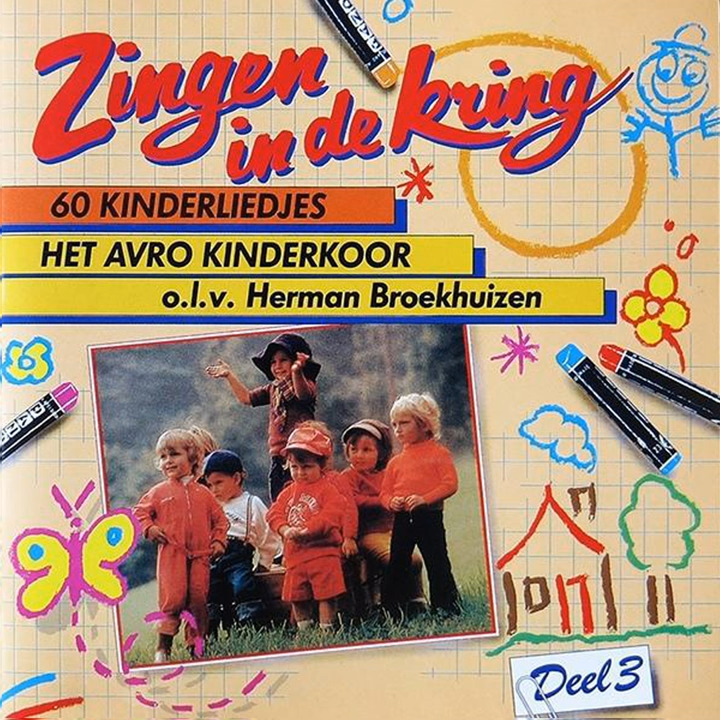 Zingen
in de kring
60 KINDERLIEDJES
HET AVRO KINDERKOOR
o.l.v. Herman Broekhuizen
Deel 3